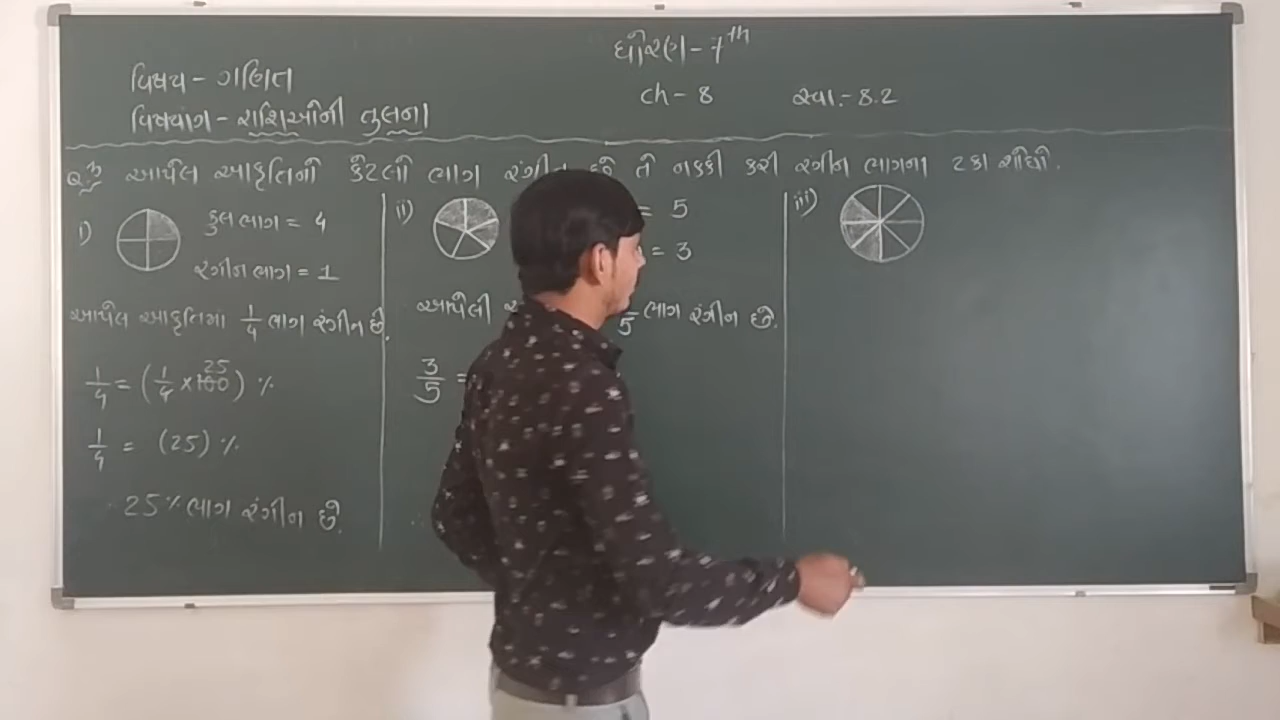 ધોરણ - 7th
વિષય - ગણિત
ch - 8
સ્વા. - 8.2
વિષયાંગ - રાશિઓની તુલના
Q.3 આપેલ આકૃતિનો કેટલો ભાગ છે તે નક્કી કરી રંગીન ભાગના ટકા શોધો.
i)
કુલ ભાગ = 4
રંગીન ભાગ = 1
આપેલ આકૃતિમાં 1/4 ભાગ રંગીન છે.
1/4 = (1/4 × 100) %
25
1/4 = (25) %
25 % ભાગ રંગીન છે.
ii)
= 5
= 3
આપેલી
5 ભાગ રંગીન છે.
3/5 =
iii)